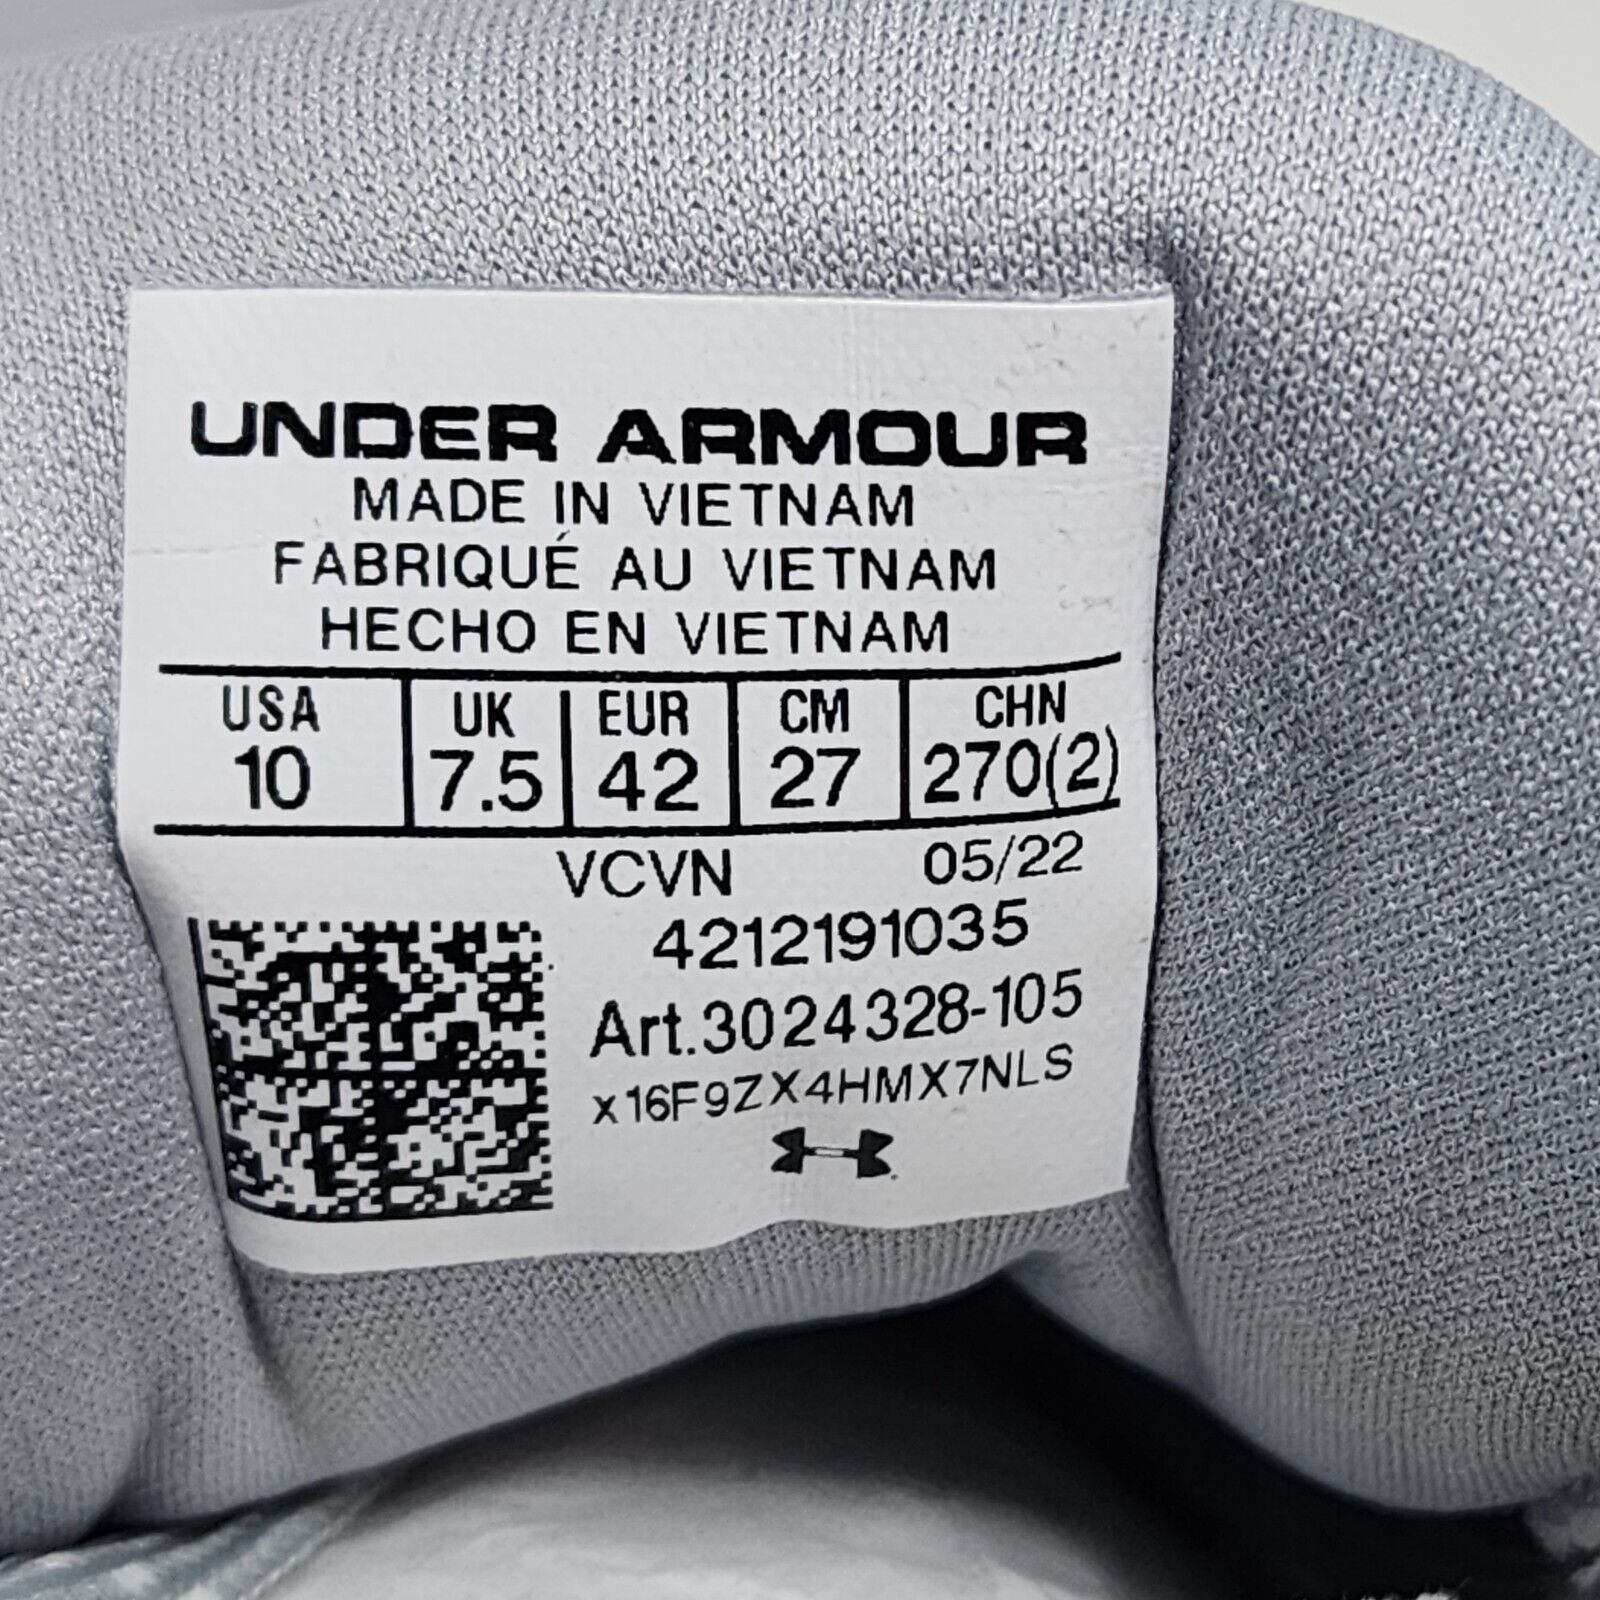 UNDER ARMOUR
MADE IN VIETNAM
FABRIQUÉ AU VIETNAM
HECHO EN VIETNAM
USA UK EUR CM CHN
10 7.5 42 27 270(2)
VCVN 05/22
4212191035
Art.3024328-105
x16F9ZX4HMX7NLS